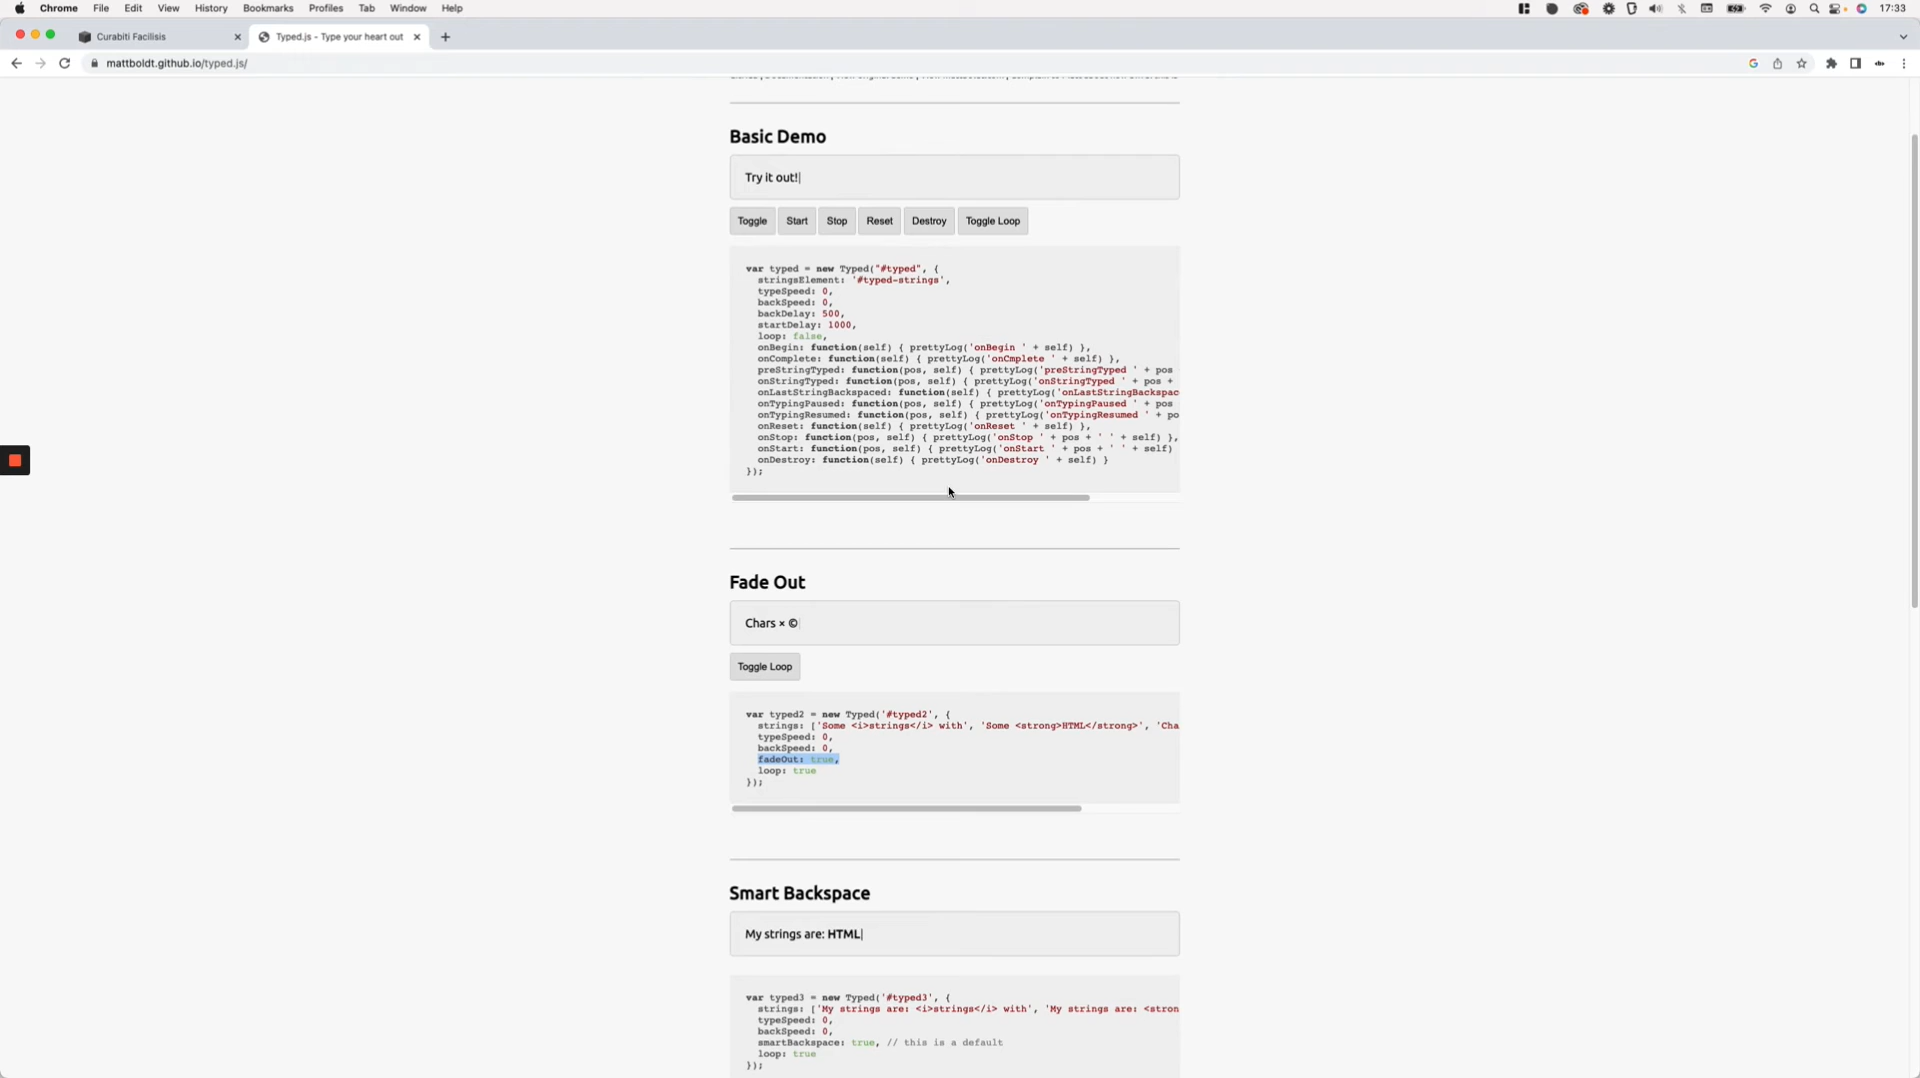 Chrome File Edit View History Bookmarks Profiles Tab Window Help 17:33
Curabiti Facilisis Typed.js - Type your heart out
mattboldt.github.io/typed.js/
Basic Demo
Try it out!|
Toggle Start Stop Reset Destroy Toggle Loop
var typed = new Typed("#typed", {
stringsElement: '#typed-strings',
typeSpeed: 0,
backSpeed: 0,
backDelay: 500,
startDelay: 1000,
loop: false,
onBegin: function(self) { prettyLog('onBegin ' + self) },
onComplete: function(self) { prettyLog('onCmplete ' + self) },
preStringTyped: function(pos, self) { prettyLog('preStringTyped ' + pos
onStringTyped: function(pos, self) { prettyLog('onStringTyped ' + pos +
onLastStringBackspaced: function(self) { prettyLog('onLastStringBackspac
onTypingPaused: function(pos, self) { prettyLog('onTypingPaused ' + pos
onTypingResumed: function(pos, self) { prettyLog('onTypingResumed ' + po
onReset: function(self) { prettyLog('onReset ' + self) },
onStop: function(pos, self) { prettyLog('onStop ' + pos + ' ' + self) },
onStart: function(pos, self) { prettyLog('onStart ' + pos + ' ' + self)
onDestroy: function(self) { prettyLog('onDestroy ' + self) }
});
Fade Out
Chars × ©|
Toggle Loop
var typed2 = new Typed('#typed2', {
strings: ['Some <i>strings</i> with', 'Some <strong>HTML</strong>', 'Cha
typeSpeed: 0,
backSpeed: 0,
fadeOut: true,
loop: true
});
Smart Backspace
My strings are: HTML|
var typed3 = new Typed('#typed3', {
strings: ['My strings are: <i>strings</i> with', 'My strings are: <stron
typeSpeed: 0,
backSpeed: 0,
smartBackspace: true, // this is a default
loop: true
});